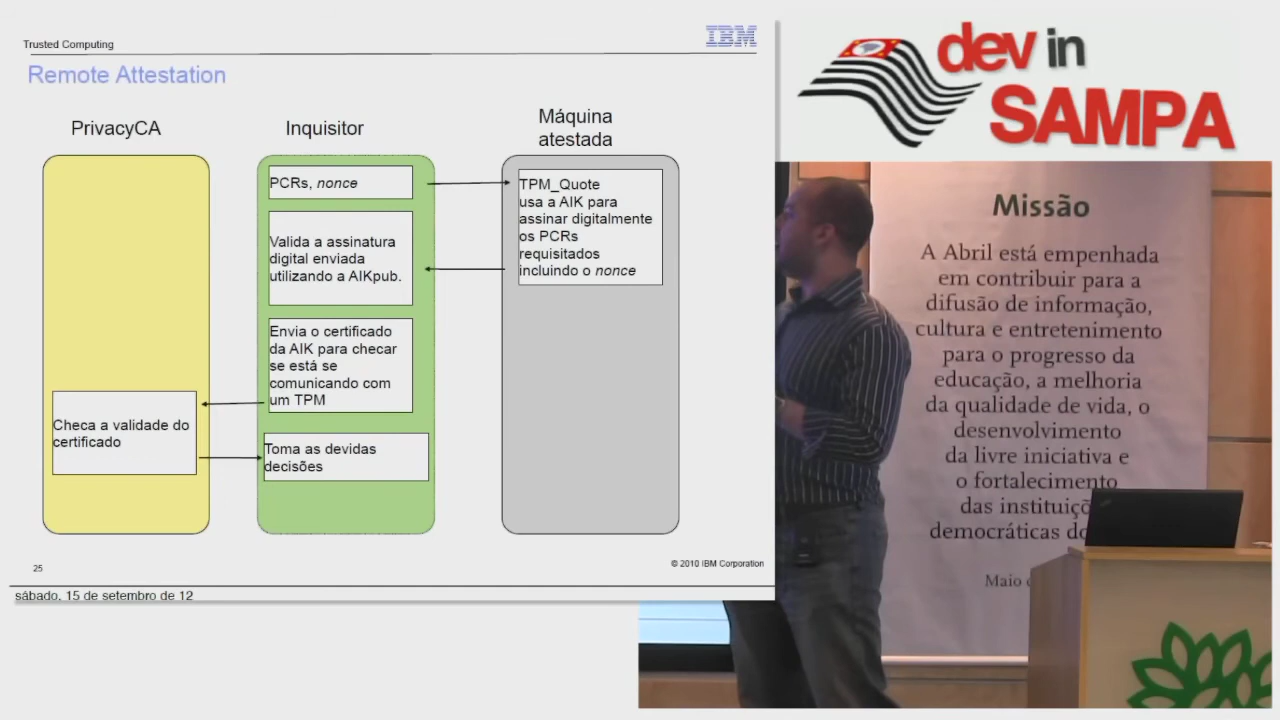 Trusted Computing
IBM
Remote Attestation
PrivacyCA
Inquisitor
Máquina
atestada
PCRs, nonce
TPM_Quote
usa a AIK para
assinar digitalmente
os PCRs
requisitados
incluindo o nonce
Valida a assinatura
digital enviada
utilizando a AIKpub.
Envia o certificado
da AIK para checar
se está se
comunicando com
um TPM
Checa a validade do
certificado
Toma as devidas
decisões
25
© 2010 IBM Corporation
sábado, 15 de setembro de 12
dev in
SAMPA
Missão
A Abril está empenhada
em contribuir para a
difusão de informação,
cultura e entretenimento
para o progresso da
educação, a melhoria
da qualidade de vida, o
desenvolvimento
da livre iniciativa e
o fortalecimento
das instituiçõ
democráticas do
Maio